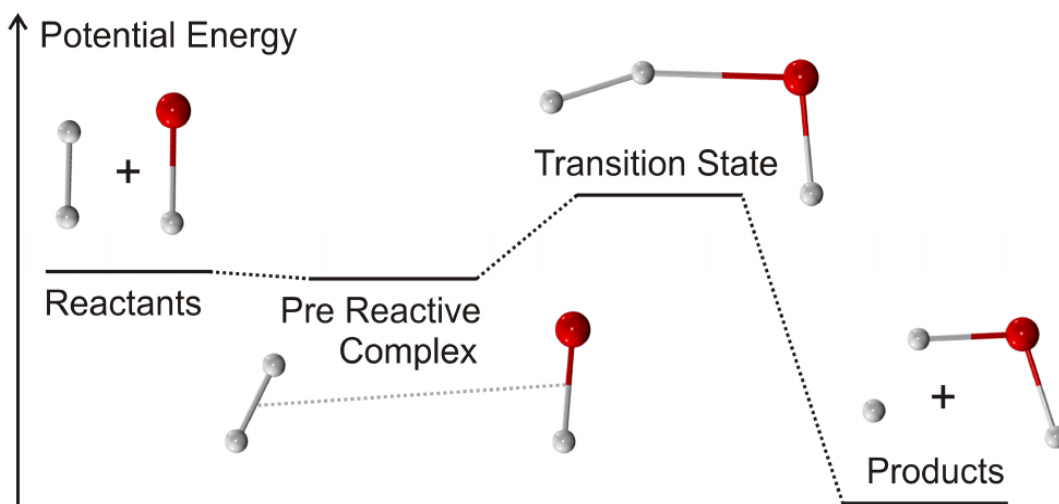 Potential Energy
+
Transition State
Reactants
Pre Reactive
Complex
+
Products